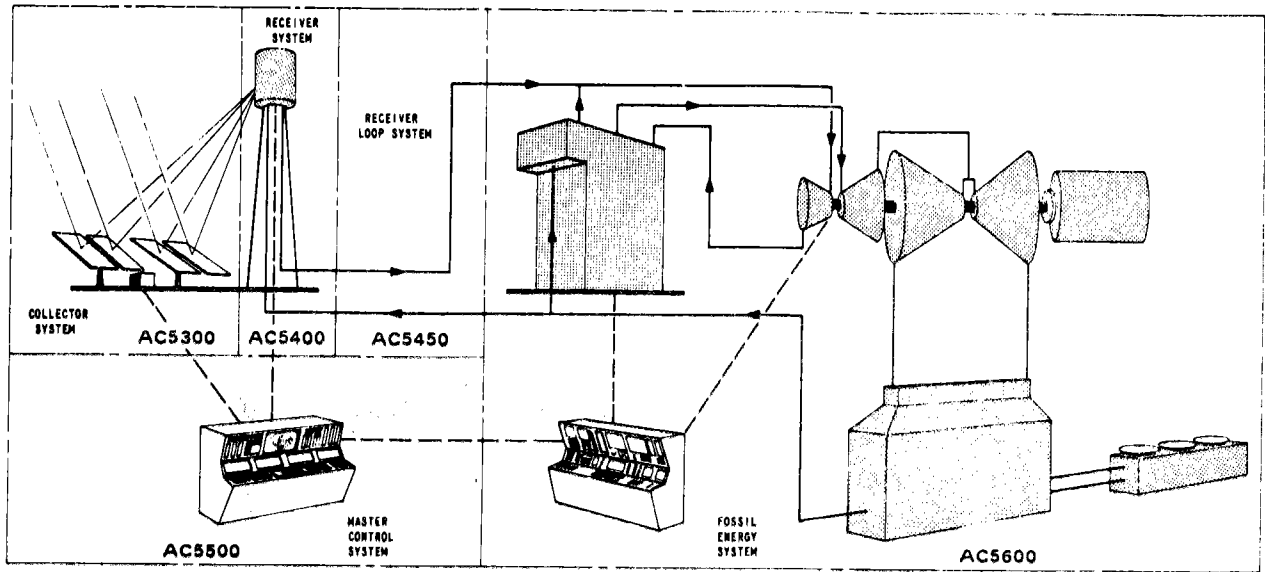 RECEIVER
SYSTEM
RECEIVER
LOOP SYSTEM
COLLECTOR
SYSTEM
AC5300
AC5400
AC5450
MASTER
CONTROL
SYSTEM
AC5500
FOSSIL
ENERGY
SYSTEM
AC5600